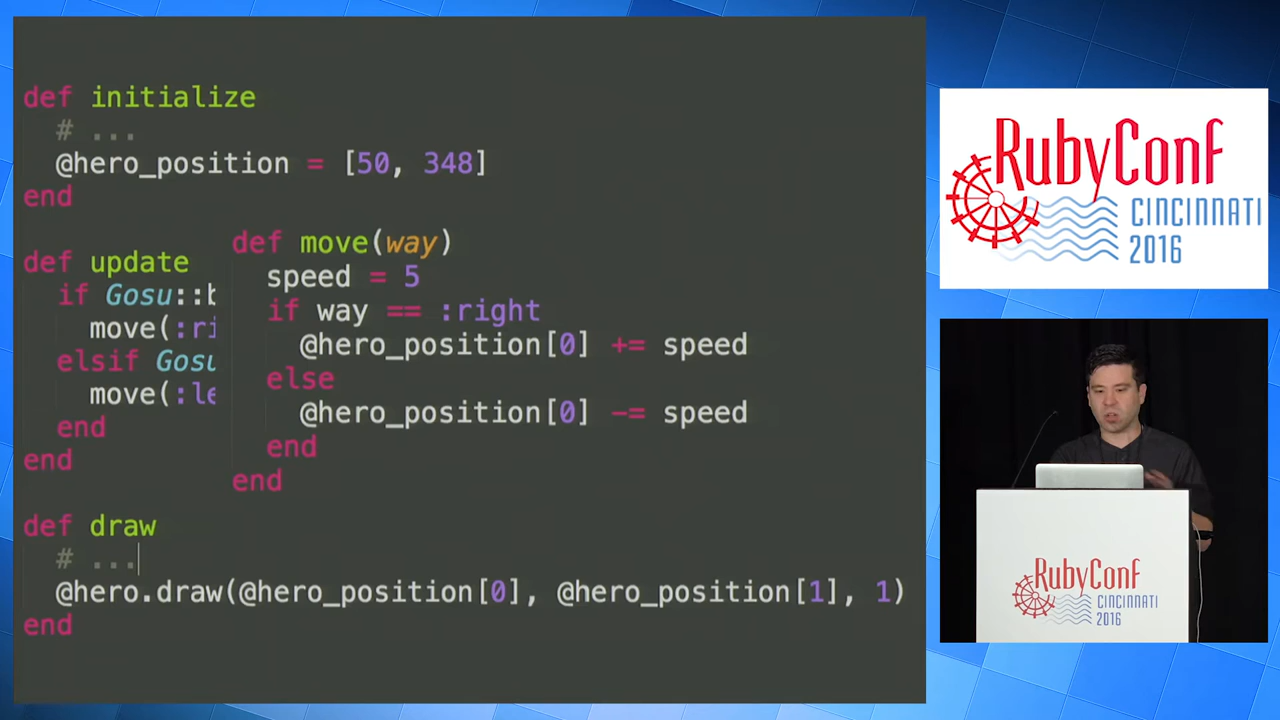 def initialize
# ...
@hero_position = [50, 348]
end
def update
if Gosu::b
move(:ri
elsif Gosu
move(:le
end
end
def move(way)
speed = 5
if way == :right
@hero_position[0] += speed
else
@hero_position[0] -= speed
end
end
def draw
# ...
@hero.draw(@hero_position[0], @hero_position[1], 1)
end
RubyConf
CINCINNATI
2016
RubyConf
CINCINNATI
2016